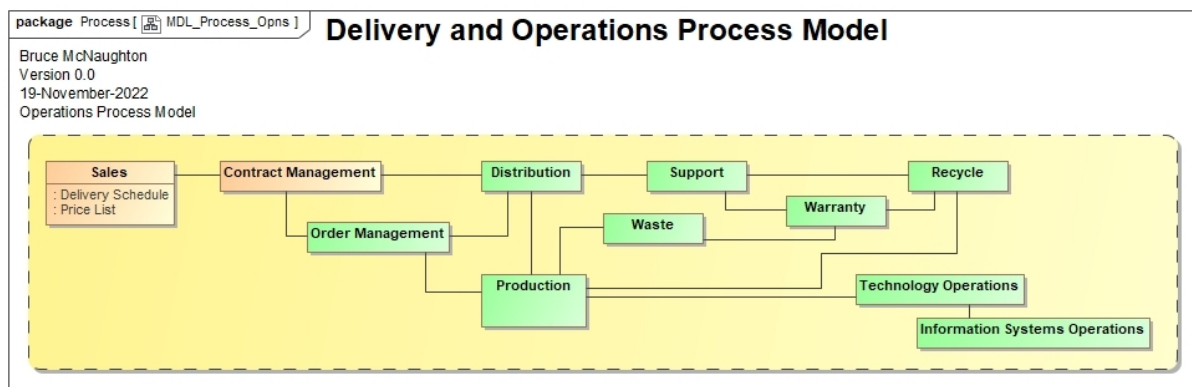 package Process [ MDL_Process_Opns ]
Delivery and Operations Process Model
Bruce McNaughton
Version 0.0
19-November-2022
Operations Process Model
Sales
: Delivery Schedule
: Price List
Contract Management
Distribution
Support
Recycle
Order Management
Waste
Warranty
Production
Technology Operations
Information Systems Operations